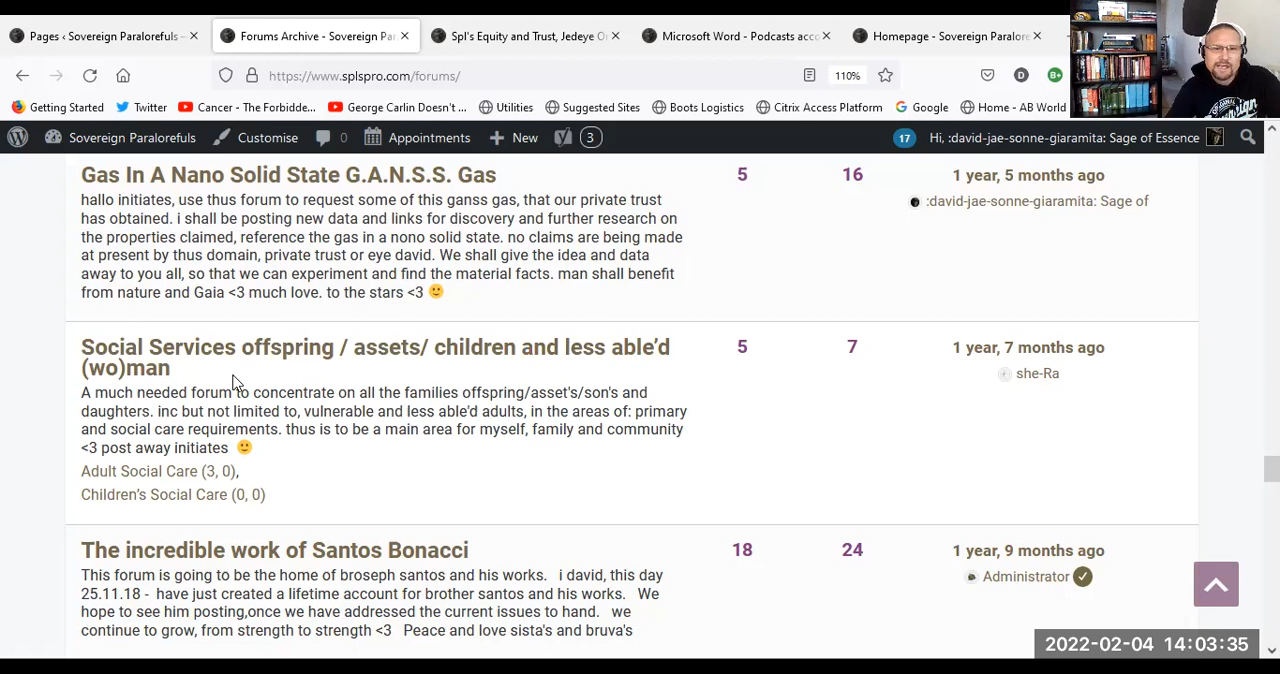 Pages ‹ Sovereign Paralorefuls –
Forums Archive - Sovereign Par
Spl's Equity and Trust, Jedeye Or
Microsoft Word - Podcasts acco
Homepage - Sovereign Paralore
https://www.splspro.com/forums/
110%
D
B+
Getting Started
Twitter
Cancer - The Forbidde...
George Carlin Doesn't ...
Utilities
Suggested Sites
Boots Logistics
Citrix Access Platform
Google
Home - AB World
Sovereign Paralorefuls
Customise
0
Appointments
New
3
17
Hi, :david-jae-sonne-giaramita: Sage of Essence
Gas In A Nano Solid State G.A.N.S.S. Gas
5
16
1 year, 5 months ago
hallo initiates, use thus forum to request some of this ganss gas, that our private trust
:david-jae-sonne-giaramita: Sage of
has obtained. i shall be posting new data and links for discovery and further research on
the properties claimed, reference the gas in a nono solid state. no claims are being made
at present by thus domain, private trust or eye david. We shall give the idea and data
away to you all, so that we can experiment and find the material facts. man shall benefit
from nature and Gaia <3 much love. to the stars <3 🙂
Social Services offspring / assets/ children and less able’d
5
7
1 year, 7 months ago
(wo)man
she-Ra
A much needed forum to concentrate on all the families offspring/asset's/son's and
daughters. inc but not limited to, vulnerable and less able'd adults, in the areas of: primary
and social care requirements. thus is to be a main area for myself, family and community
<3 post away initiates 🙂
Adult Social Care (3, 0),
Children’s Social Care (0, 0)
The incredible work of Santos Bonacci
18
24
1 year, 9 months ago
This forum is going to be the home of broseph santos and his works. i david, this day
Administrator
25.11.18 - have just created a lifetime account for brother santos and his works. We
hope to see him posting,once we have addressed the current issues to hand. we
continue to grow, from strength to strength <3 Peace and love sista's and bruva's
2022-02-04 14:03:35